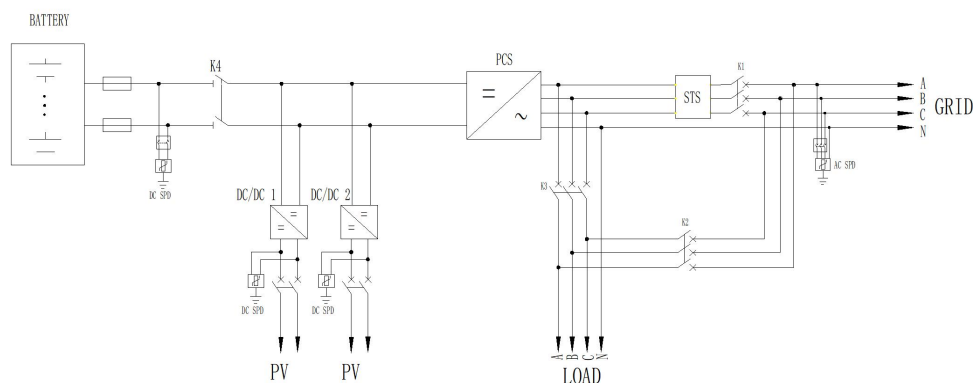 BATTERY
K4
PCS
STS
K1
A
B
C
N
GRID
DC SPD
AC SPD
DC/DC 1
DC/DC 2
K3
K2
DC SPD
DC SPD
PV
PV
A
B
C
N
LOAD